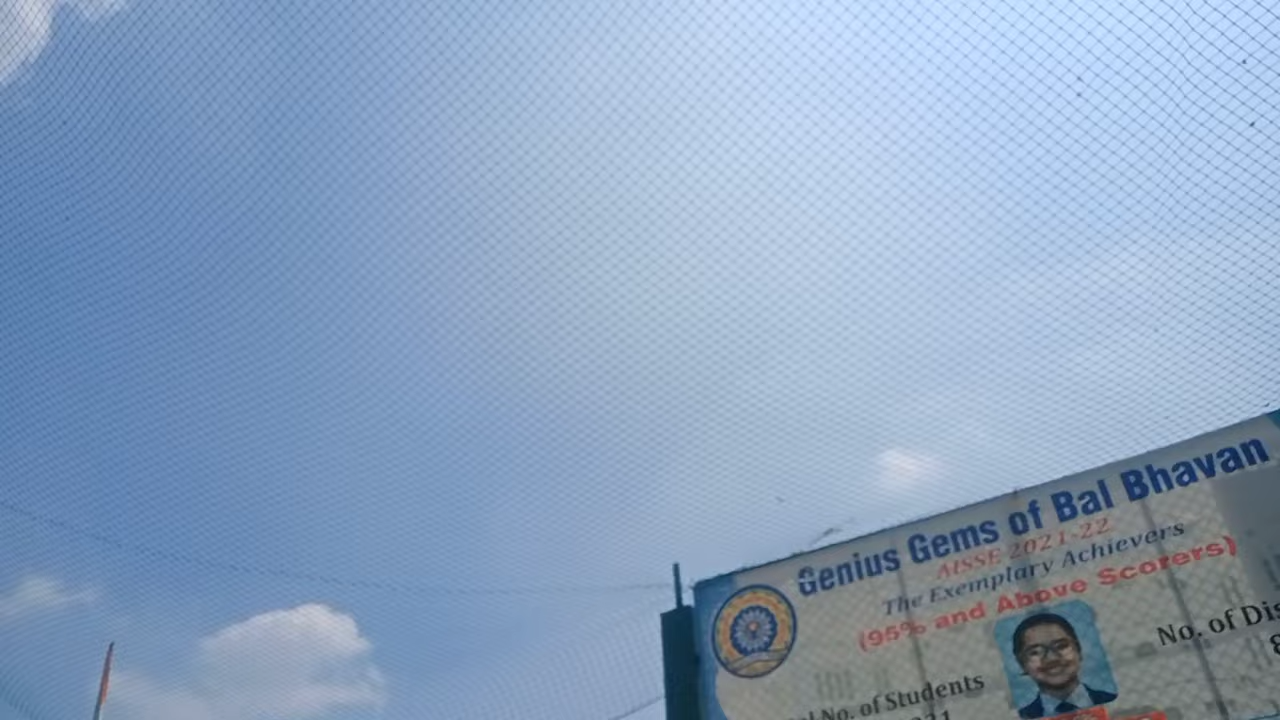 Genius Gems of Bal Bhavan
AISSE 2021-22
The Exemplary Achievers
(95% and Above Scorers)
No. of
No. of Students